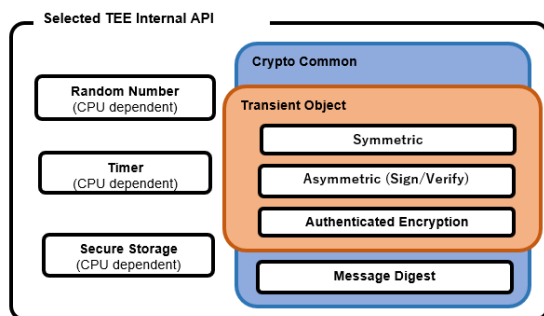 Selected TEE Internal API
Random Number
(CPU dependent)
Timer
(CPU dependent)
Secure Storage
(CPU dependent)
Crypto Common
Transient Object
Symmetric
Asymmetric (Sign/Verify)
Authenticated Encryption
Message Digest